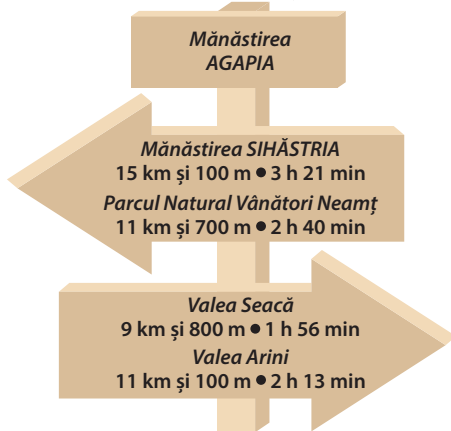 Mănăstirea
AGAPIA
Mănăstirea SIHĂSTRIA
15 km și 100 m ● 3 h 21 min
Parcul Natural Vânători Neamț
11 km și 700 m ● 2 h 40 min
Valea Seacă
9 km și 800 m ● 1 h 56 min
Valea Arini
11 km și 100 m ● 2 h 13 min